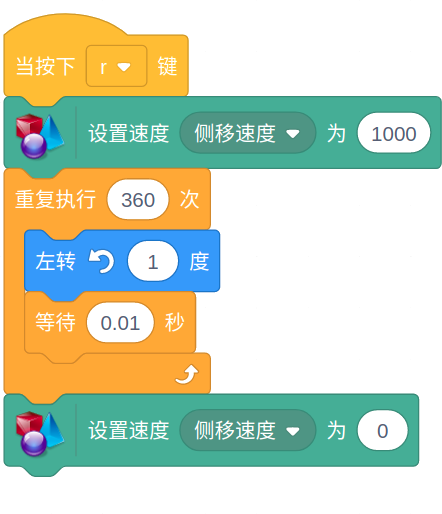 当按下 r 键
设置速度 侧移速度 为 1000
重复执行 360 次
左转 1 度
等待 0.01 秒
设置速度 侧移速度 为 0